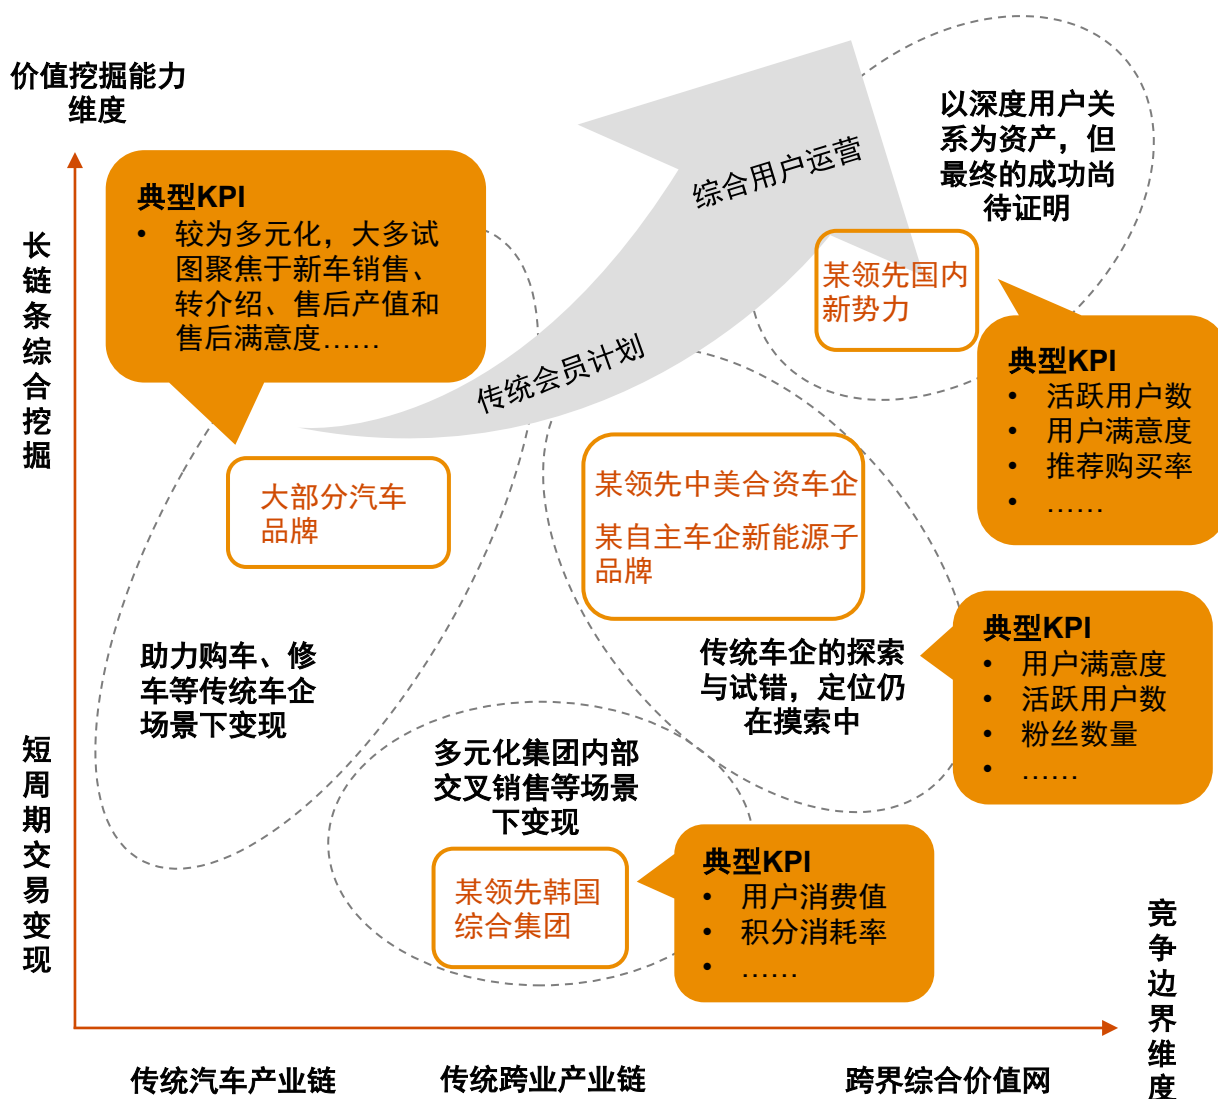 价值挖掘能力
维度
长链条综合挖掘
短周期交易变现
典型KPI
• 较为多元化，大多试
图聚焦于新车销售、
转介绍、售后产值和
售后满意度……
大部分汽车
品牌
助力购车、修
车等传统车企
场景下变现
传统会员计划
综合用户运营
以深度用户关
系为资产，但
最终的成功尚
待证明
某领先国内
新势力
典型KPI
• 活跃用户数
• 用户满意度
• 推荐购买率
• ……
某领先中美合资车企
某自主车企新能源子
品牌
传统车企的探索
与试错，定位仍
在摸索中
典型KPI
• 用户满意度
• 活跃用户数
• 粉丝数量
• ……
多元化集团内部
交叉销售等场景
下变现
某领先韩国
综合集团
典型KPI
• 用户消费值
• 积分消耗率
• ……
竞争边界维度
传统汽车产业链
传统跨业产业链
跨界综合价值网